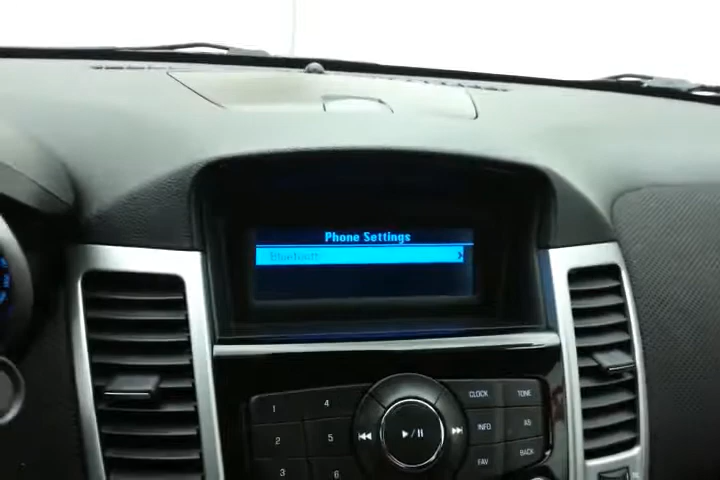 Phone Settings
Bluetooth
1 4 CLOCK TONE
2 5 INFO AS
3 6 FAV BACK